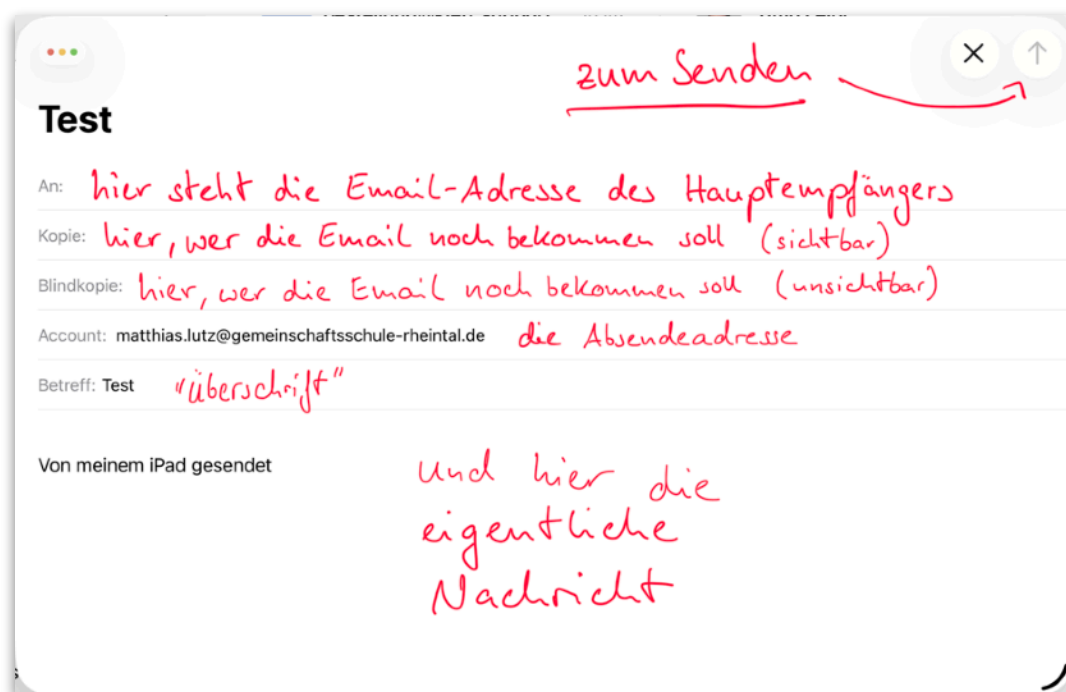 zum Senden
Test
An: hier steht die Email-Adresse des Hauptempfängers
Kopie: hier, wer die Email noch bekommen soll (sichtbar)
Blindkopie: hier, wer die Email noch bekommen soll (unsichtbar)
Account: matthias.lutz@gemeinschaftsschule-rheintal.de die Absendeadresse
Betreff: Test "überschrift"
Von meinem iPad gesendet
und hier die
eigentliche
Nachricht